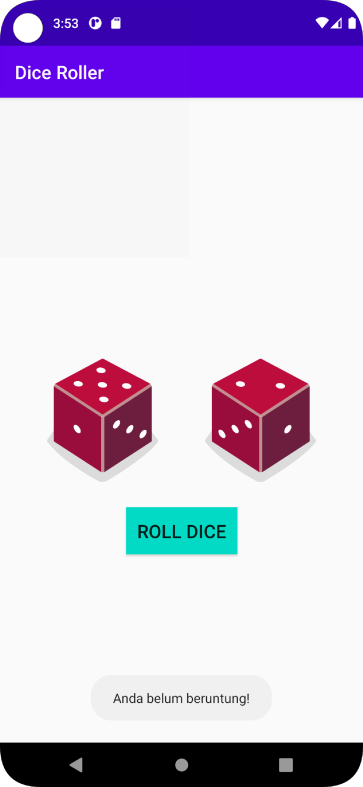 3:53
Dice Roller
ROLL DICE
Anda belum beruntung!